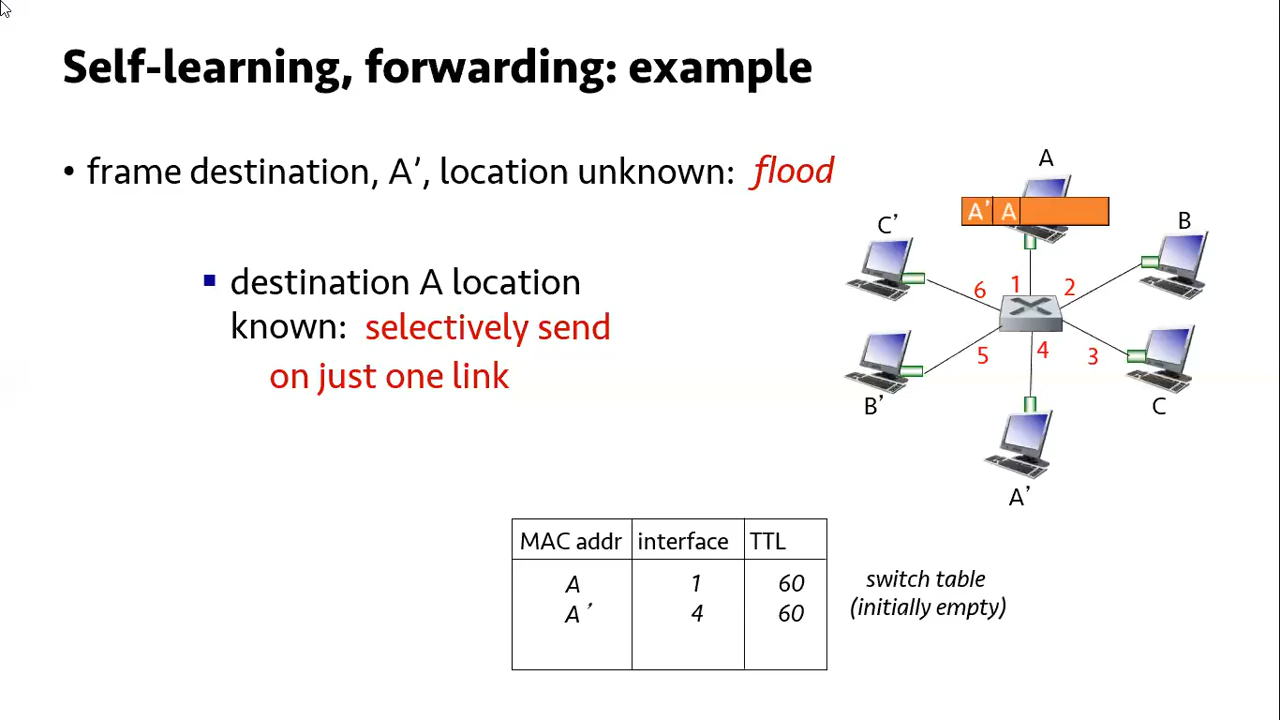 Self-learning, forwarding: example
• frame destination, A’, location unknown: flood
▪ destination A location
known: selectively send
on just one link
A
A’ A
C’
B
6
1
2
5
4
3
B’
C
A’
MAC addr interface TTL
A 1 60
A’ 4 60
switch table
(initially empty)